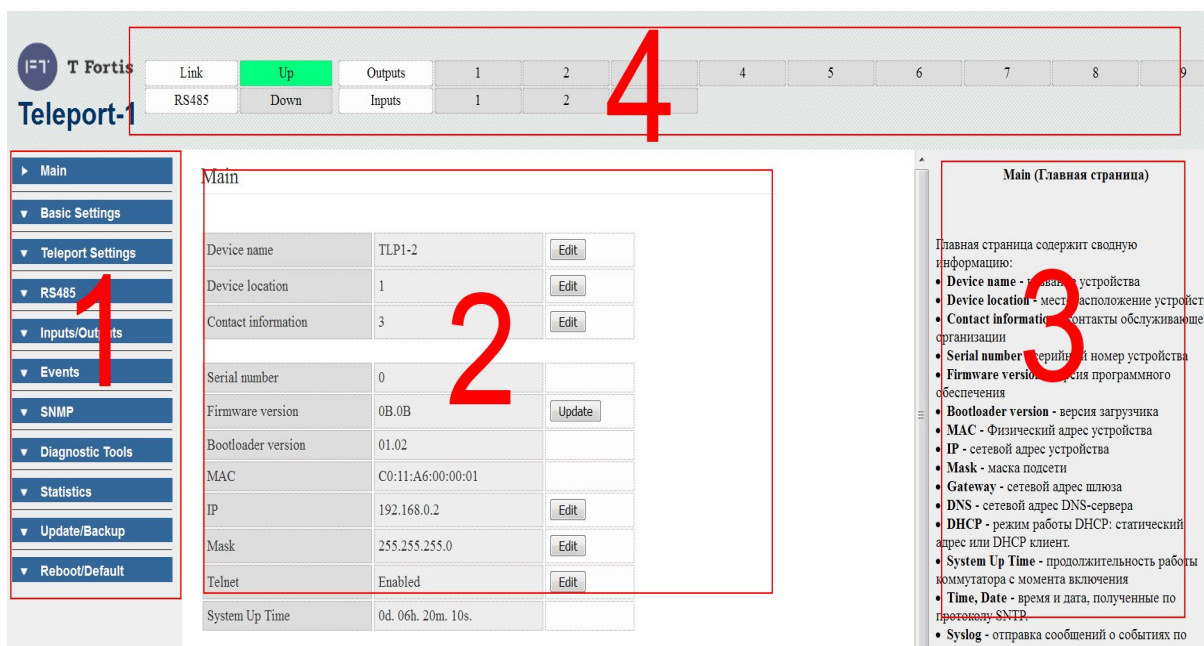 T Fortis
Teleport-1
Link Up Outputs 1 2 4 5 6 7 8 9
RS485 Down Inputs 1 2
4
Main
Basic Settings
Teleport Settings
RS485
Inputs/Outputs
Events
SNMP
Diagnostic Tools
Statistics
Update/Backup
Reboot/Default
1
Main
Device name TLP1-2 Edit
Device location 1 Edit
Contact information 3 Edit
Serial number 0
Firmware version 0B.0B Update
Bootloader version 01.02
MAC C0:11:A6:00:00:01
IP 192.168.0.2 Edit
Mask 255.255.255.0 Edit
Telnet Enabled Edit
System Up Time 0d. 06h. 20m. 10s.
2
Main (Главная страница)
Главная страница содержит сводную
информацию:
• Device name - название устройства
• Device location - место расположение устройст
• Contact information контакты обслуживающе
организации
• Serial number серийный номер устройства
• Firmware version версия программного
обеспечения
• Bootloader version - версия загрузчика
• MAC - Физический адрес устройства
• IP - сетевой адрес устройства
• Mask - маска подсети
• Gateway - сетевой адрес шлюза
• DNS - сетевой адрес DNS-сервера
• DHCP - режим работы DHCP: статический
адрес или DHCP клиент.
• System Up Time - продолжительность работы
коммутатора с момента включения
• Time, Date - время и дата, полученные по
протоколу SNTP.
• Syslog - отправка сообщений о событиях по
3